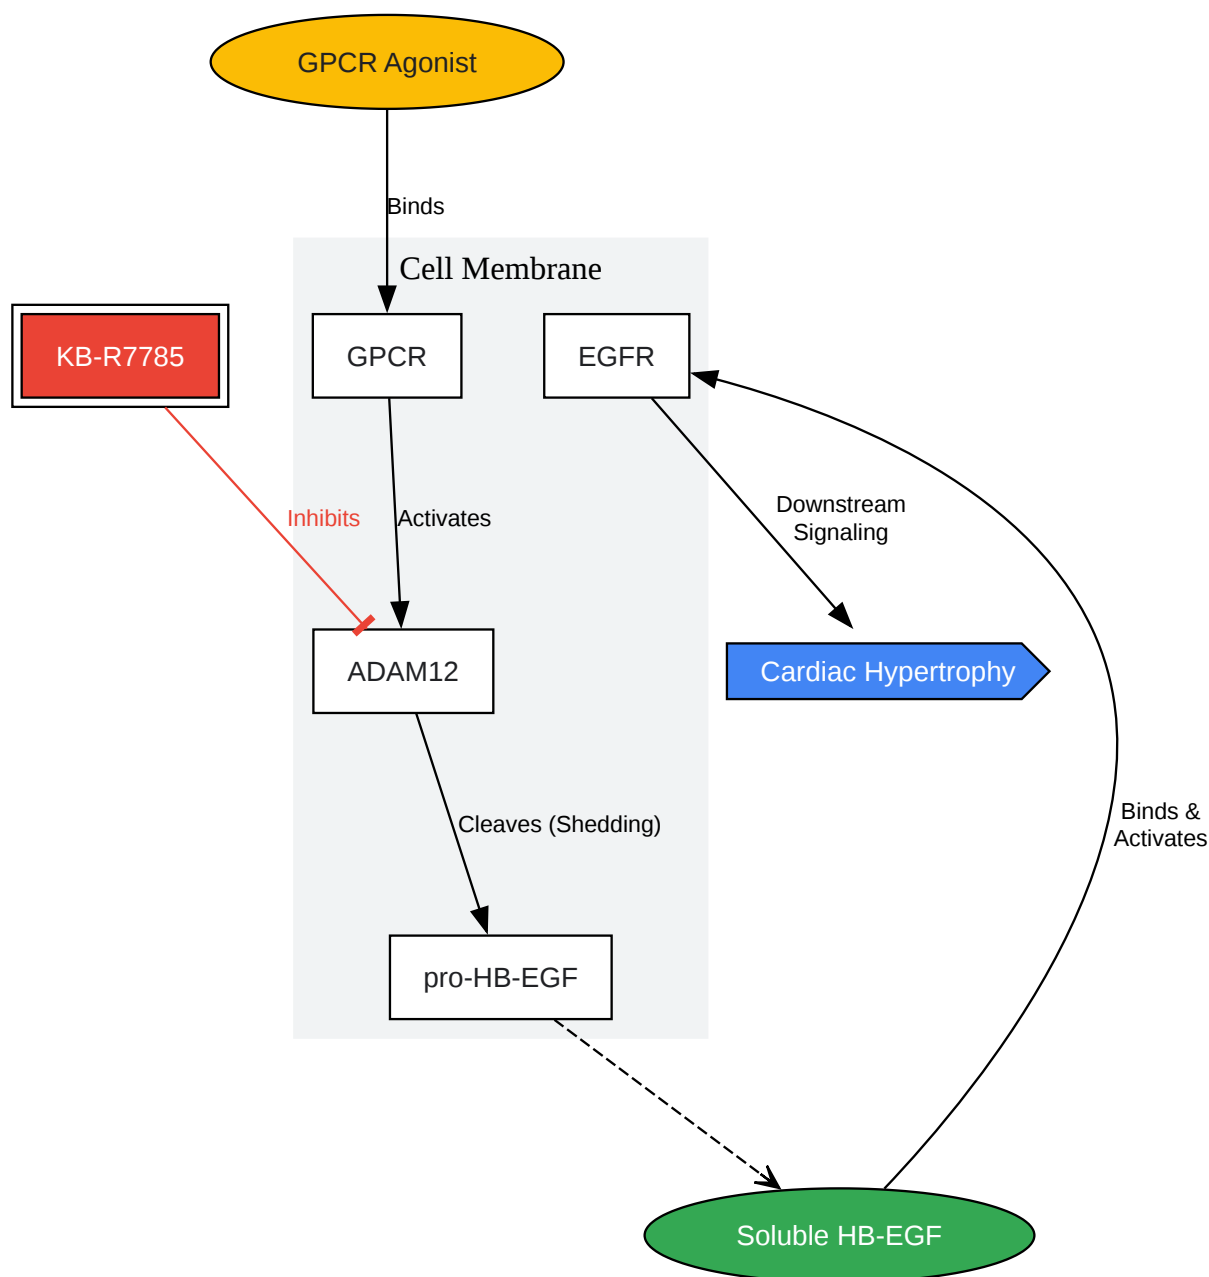 GPCR Agonist
Binds
Cell Membrane
KB-R7785
GPCR
EGFR
Inhibits
Activates
Downstream
Signaling
ADAM12
Cardiac Hypertrophy
Cleaves (Shedding)
Binds &
Activates
pro-HB-EGF
Soluble HB-EGF